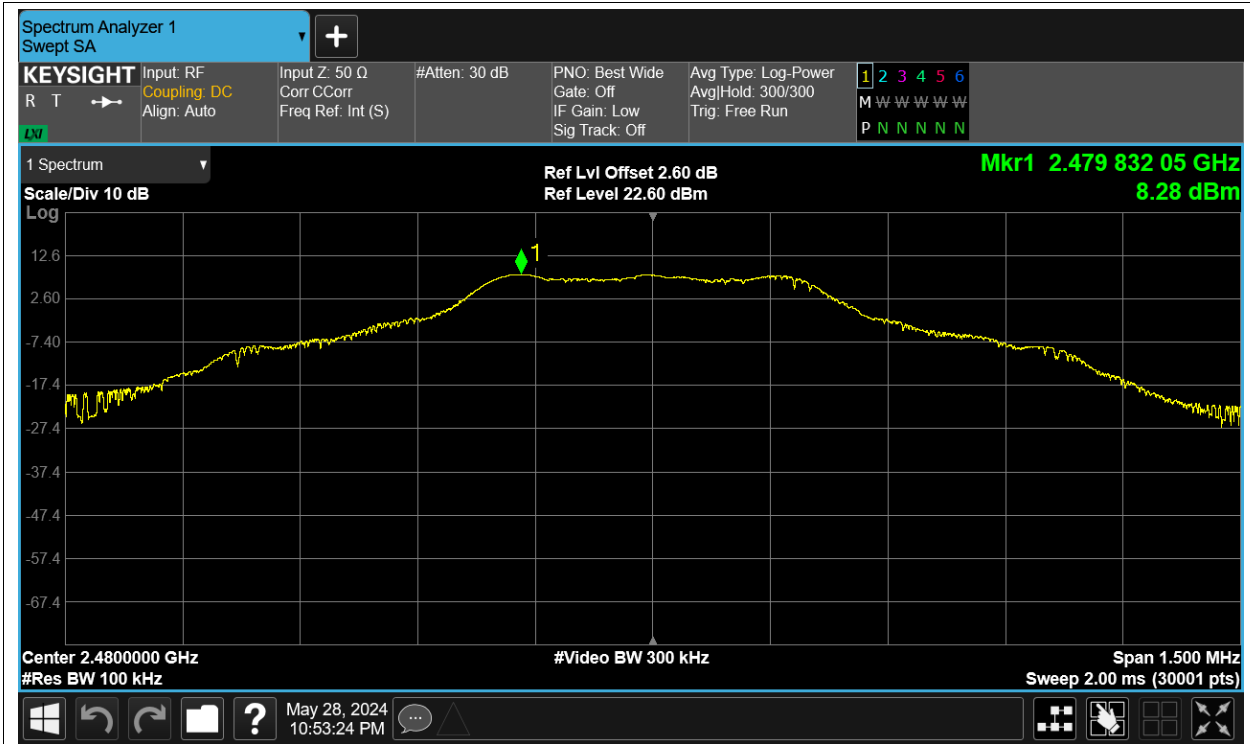 Spectrum Analyzer 1
Swept SA
KEYSIGHT
R T
LXI
Input: RF
Coupling: DC
Align: Auto
Input Z: 50 Ω
Corr CCorr
Freq Ref: Int (S)
#Atten: 30 dB
PNO: Best Wide
Gate: Off
IF Gain: Low
Sig Track: Off
Avg Type: Log-Power
Avg|Hold: 300/300
Trig: Free Run
1 2 3 4 5 6
M W W W W W
P N N N N N
1 Spectrum
Scale/Div 10 dB
Log
Ref Lvl Offset 2.60 dB
Ref Level 22.60 dBm
Mkr1 2.479 832 05 GHz
8.28 dBm
1
12.6
2.60
-7.40
-17.4
-27.4
-37.4
-47.4
-57.4
-67.4
Center 2.4800000 GHz
#Res BW 100 kHz
#Video BW 300 kHz
Span 1.500 MHz
Sweep 2.00 ms (30001 pts)
?
May 28, 2024
10:53:24 PM